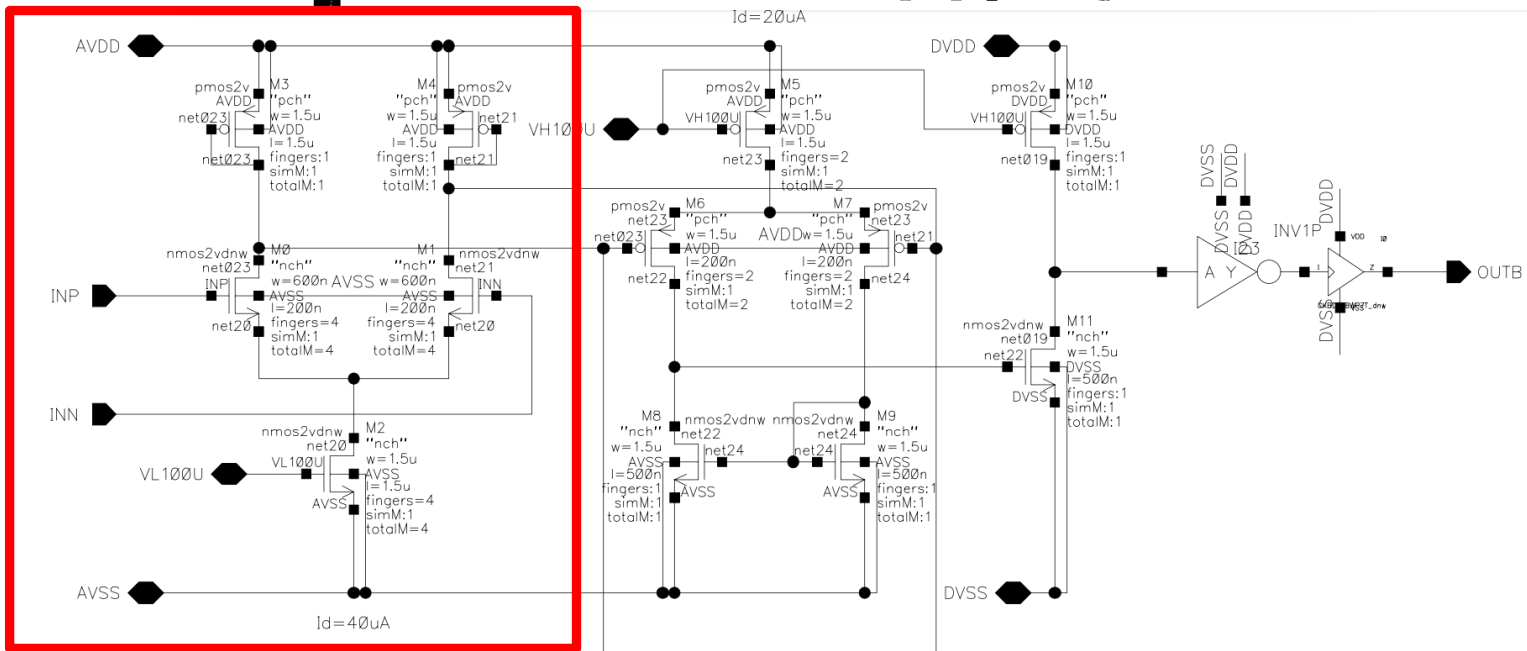 Id=20uA
AVDD
DVDD
pmos2v
M3
AVDD
"pch"
w=1.5u
net023
AVDD
l=1.5u
fingers:1
net023
simM:1
totalM:1
pmos2v
M4
"pch"
AVDD
w=1.5u
net21
AVDD
l=1.5u
fingers:1
net21
simM:1
totalM:1
VH100U
pmos2v
M5
AVDD
"pch"
w=1.5u
VH100U
AVDD
l=1.5u
net23
fingers=2
simM:1
totalM=2
pmos2v
M10
DVDD
"pch"
w=1.5u
VH100U
DVDD
l=1.5u
net019
fingers:1
simM:1
totalM:1
pmos2v
M6
net23
"pch"
w=1.5u
net023
AVDD
l=200n
net22
fingers=2
simM:1
totalM=2
AVDD
M7
pmos2v
"pch"
net23
w=1.5u
net21
AVDD
l=200n
fingers=2
net24
simM:1
totalM=2
nmos2vdnw
M0
net023
"nch"
w=600n
INP
INP
AVSS
l=200n
net20
fingers=4
simM:1
totalM=4
AVSS
M1
nmos2vdnw
"nch"
net21
w=600n
INN
AVSS
l=200n
fingers=4
net20
simM:1
totalM=4
INN
DVSS
DVDD
DVSS
DVDD
A Y
I23
INV1P
DVDD
VDD
I
Z
DVSS
OUTB
nmos2vdnw
M11
net019
"nch"
w=1.5u
net22
DVSS
l=500n
DVSS
fingers:1
simM:1
totalM:1
nmos2vdnw
M2
net20
"nch"
w=1.5u
VL100U
VL100U
AVSS
l=1.5u
AVSS
fingers=4
simM:1
totalM=4
M8
nmos2vdnw
"nch"
net22
w=1.5u
net24
AVSS
l=500n
fingers:1
AVSS
simM:1
totalM:1
nmos2vdnw
M9
net24
"nch"
w=1.5u
net24
AVSS
l=500n
AVSS
fingers:1
simM:1
totalM:1
AVSS
DVSS
Id=40uA